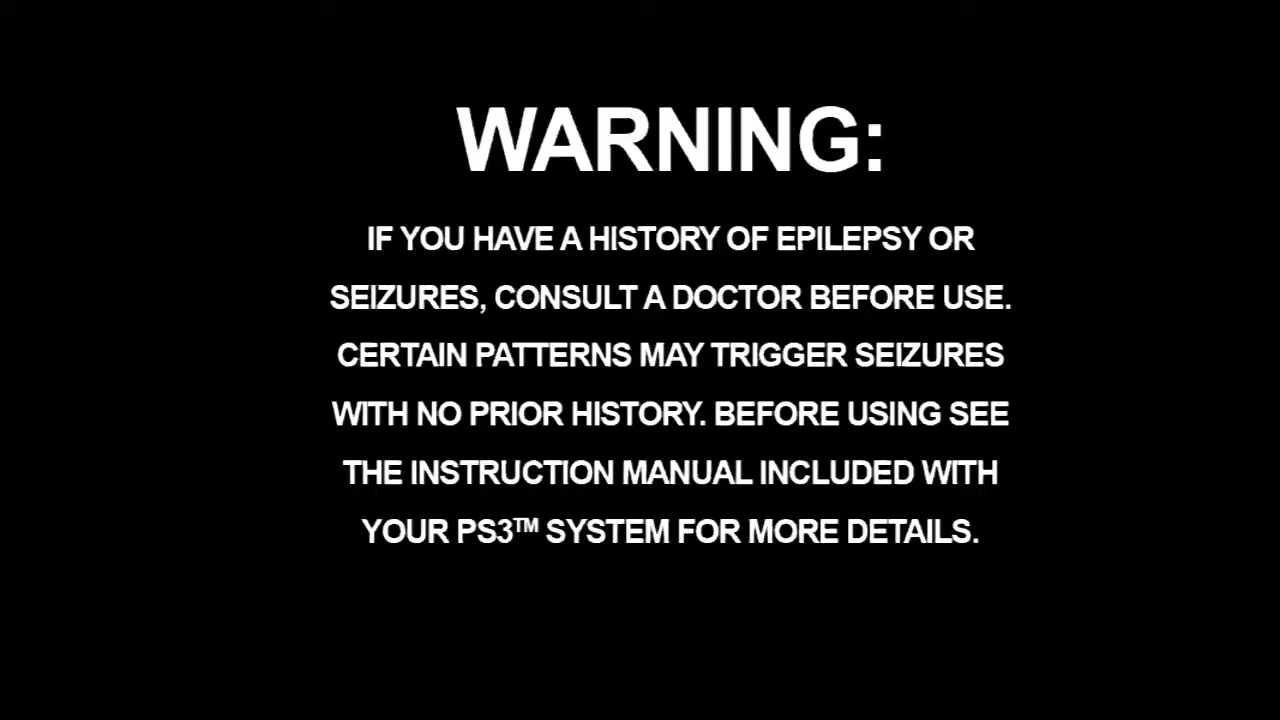 WARNING:
IF YOU HAVE A HISTORY OF EPILEPSY OR
SEIZURES, CONSULT A DOCTOR BEFORE USE.
CERTAIN PATTERNS MAY TRIGGER SEIZURES
WITH NO PRIOR HISTORY. BEFORE USING SEE
THE INSTRUCTION MANUAL INCLUDED WITH
YOUR PS3™ SYSTEM FOR MORE DETAILS.